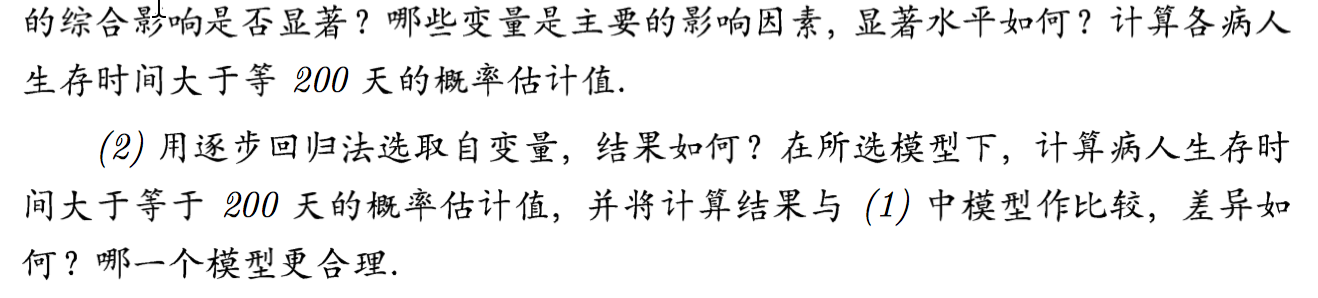 的综合影响是否显著？哪些变量是主要的影响因素, 显著水平如何？计算各病人
生存时间大于等 200 天的概率估计值.
(2) 用逐步回归法选取自变量, 结果如何？在所选模型下, 计算病人生存时
间大于等于 200 天的概率估计值, 并将计算结果与 (1) 中模型作比较, 差异如
何？哪一个模型更合理.